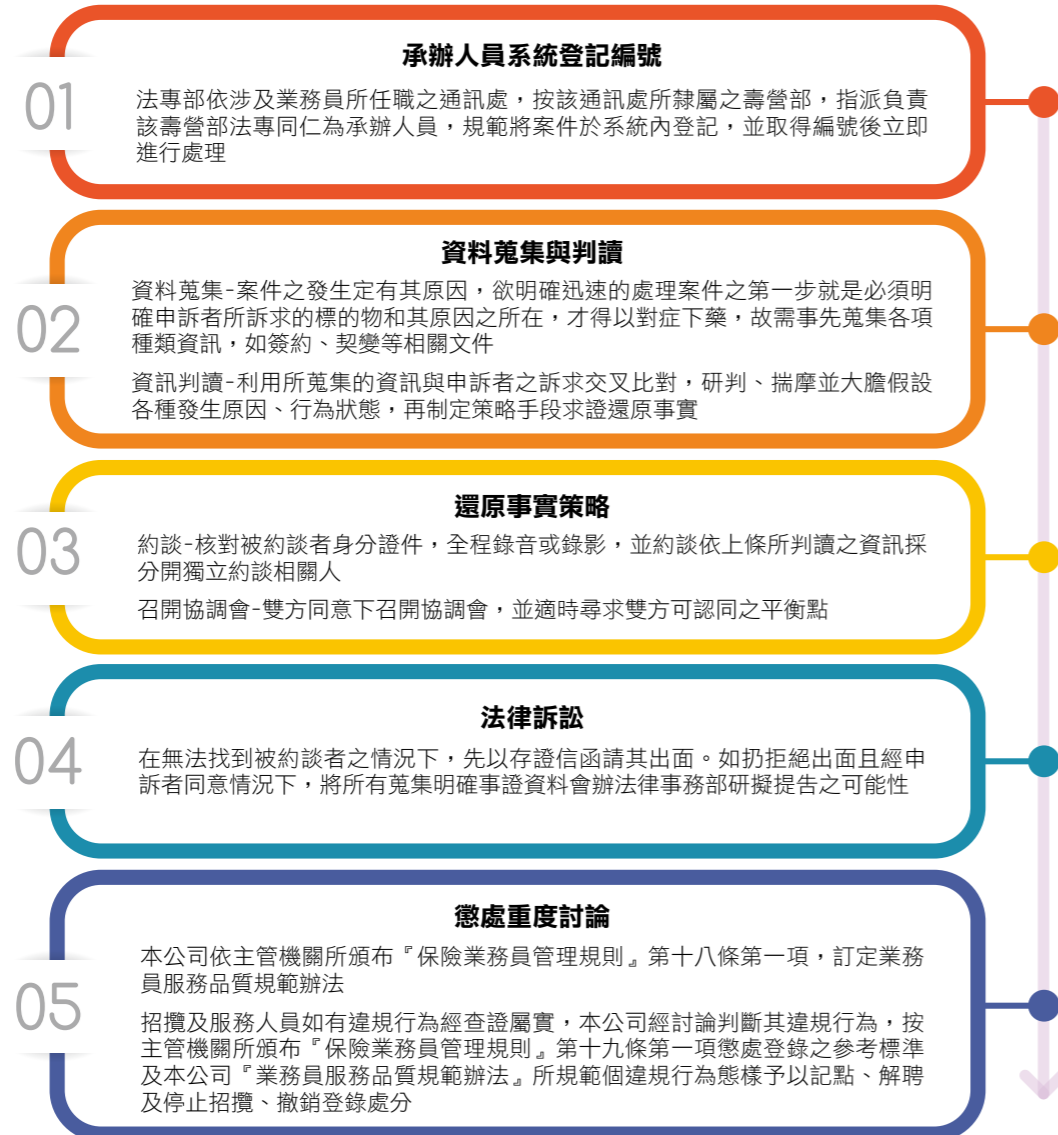 承辦人員系統登記編號
01
法專部依涉及業務員所任職之通訊處，按該通訊處所隸屬之壽營部，指派負責
該壽營部法專同仁為承辦人員，規範將案件於系統內登記，並取得編號後立即
進行處理
資料蒐集與判讀
02
資料蒐集-案件之發生定有其原因，欲明確迅速的處理案件之第一步就是必須明
確申訴者所訴求的標的物和其原因之所在，才得以對症下藥，故需事先蒐集各項
種類資訊，如簽約、契變等相關文件
資訊判讀-利用所蒐集的資訊與申訴者之訴求交叉比對，研判、揣摩並大膽假設
各種發生原因、行為狀態，再制定策略手段求證還原事實
還原事實策略
03
約談-核對被約談者身分證件，全程錄音或錄影，並約談依上條所判讀之資訊採
分開獨立約談相關人
召開協調會-雙方同意下召開協調會，並適時尋求雙方可認同之平衡點
法律訴訟
04
在無法找到被約談者之情況下，先以存證信函請其出面。如扔拒絕出面且經申
訴者同意情況下，將所有蒐集明確事證資料會辦法律事務部研擬提告之可能性
懲處重度討論
05
本公司依主管機關所頒布『保險業務員管理規則』第十八條第一項，訂定業務
員服務品質規範辦法
招攬及服務人員如有違規行為經查證屬實，本公司經討論判斷其違規行為，按
主管機關所頒布『保險業務員管理規則』第十九條第一項懲處登錄之參考標準
及本公司『業務員服務品質規範辦法』所規範個違規行為態樣予以記點、解聘
及停止招攬、撤銷登錄處分